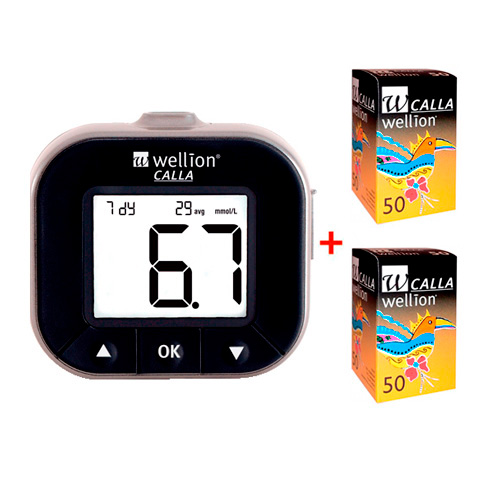 W wellion®
CALLA
7 dy 29 avg mmol/L
6.7
▲ OK ▼
+
W CALLA
wellion®
50
W CALLA
wellion®
50